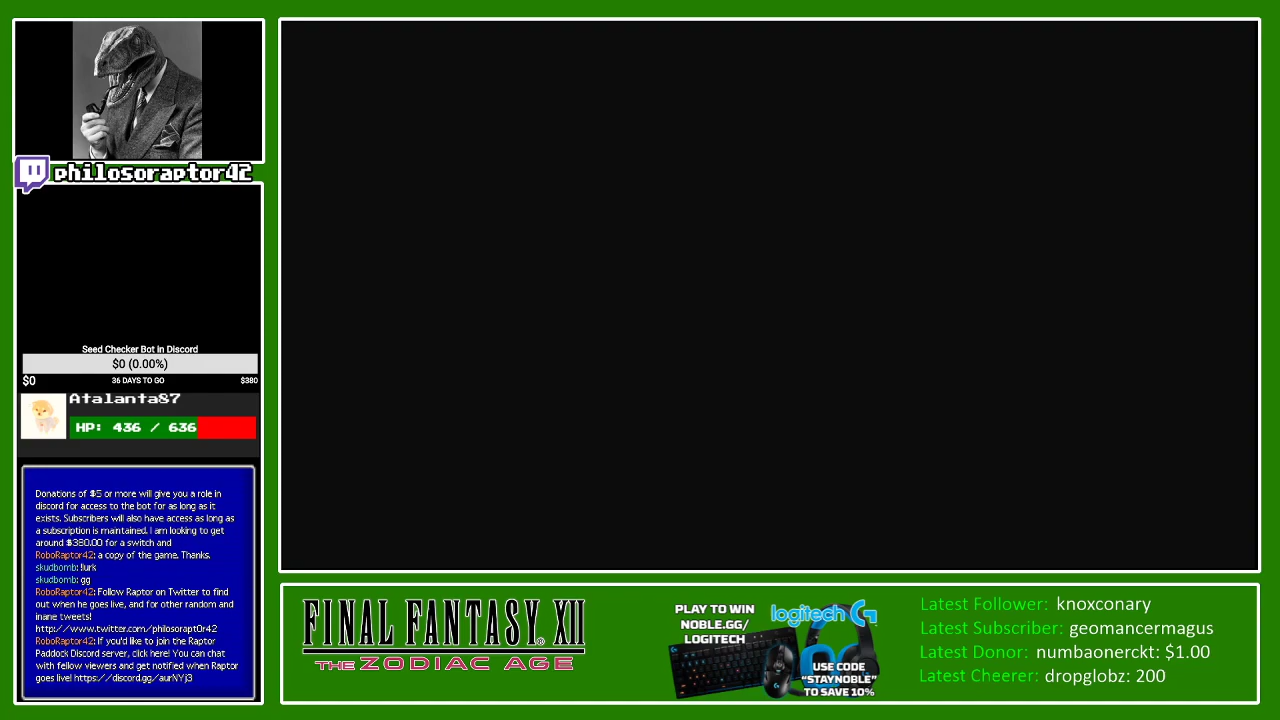 philosoraptor42
Seed Checker Bot in Discord
$0 (0.00%)
$0 36 DAYS TO GO $380
Atalanta87
HP: 436 / 636
Donations of $5 or more will give you a role in
discord for access to the bot for as long as it
exists. Subscribers will also have access as long as
a subscription is maintained. I am looking to get
around $380.00 for a switch and
RoboRaptor42: a copy of the game. Thanks.
skudbomb: !lurk
skudbomb: gg
RoboRaptor42: Follow Raptor on Twitter to find
out when he goes live, and for other random and
inane tweets!
http://www.twitter.com/philosrapt0r42
RoboRaptor42: If you'd like to join the Raptor
Paddock Discord server, click here! You can chat
with fellow viewers and get notified when Raptor
goes live! https://discord.gg/aurNYj3
FINAL FANTASY XII
THE ZODIAC AGE
PLAY TO WIN
NOBLE.GG/
LOGITECH
logitech G
USE CODE
"STAYNOBLE"
TO SAVE 10%
Latest Follower: knoxconary
Latest Subscriber: geomancermagus
Latest Donor: numbaonerckt: $1.00
Latest Cheerer: dropglobz: 200